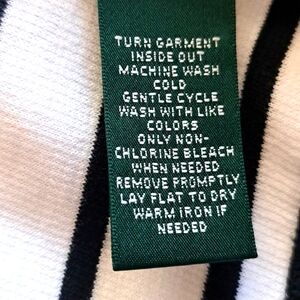 TURN GARMENT
INSIDE OUT
MACHINE WASH
COLD
GENTLE CYCLE
WASH WITH LIKE
COLORS
ONLY NON-
CHLORINE BLEACH
WHEN NEEDED
REMOVE PROMPTLY
LAY FLAT TO DRY
WARM IRON IF
NEEDED